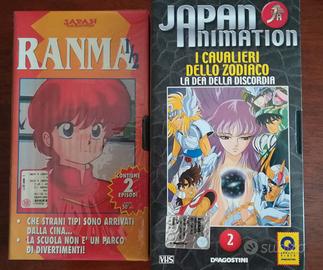 JAPAN
RANMA 1/2
CONTIENE
2
EPISODI
• CHE STRANI TIPI SONO ARRIVATI
DALLA CINA...
• LA SCUOLA NON E' UN PARCO
DI DIVERTIMENTI!
JAPAN
ANIMATION
I CAVALIERI
DELLO ZODIACO
LA DEA DELLA DISCORDIA
2
VHS
DeAGOSTINI
subito